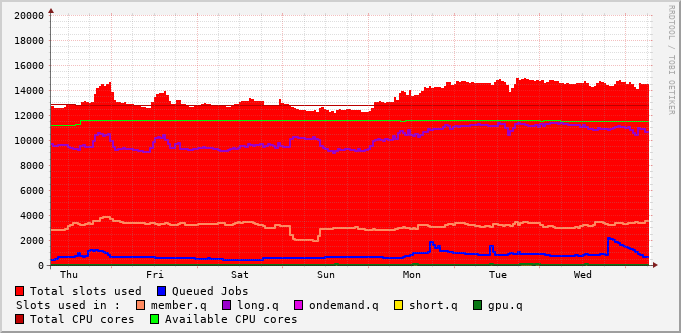 20000
18000
16000
14000
12000
10000
8000
6000
4000
2000
0
Thu Fri Sat Sun Mon Tue Wed
RRDTOOL / TOBI OETIKER
Total slots used Queued Jobs
Slots used in : member.q long.q ondemand.q short.q gpu.q
Total CPU cores Available CPU cores